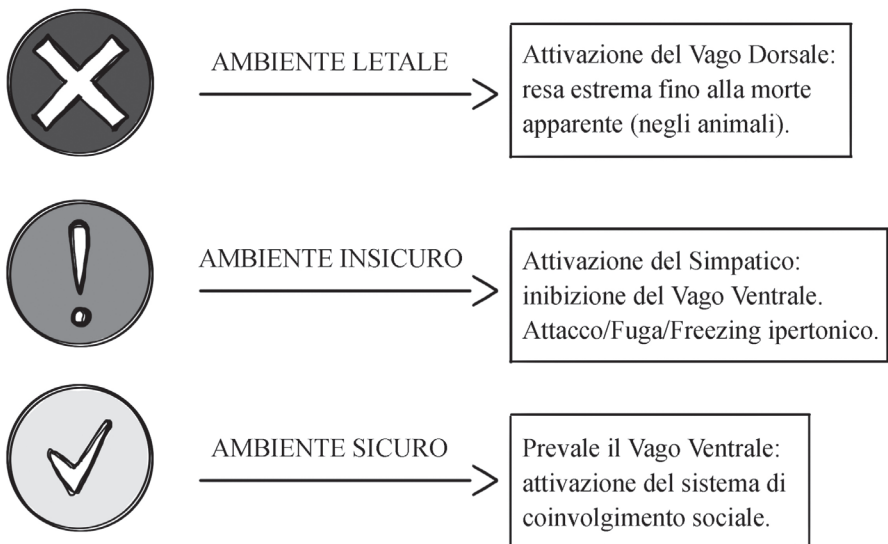 AMBIENTE LETALE
Attivazione del Vago Dorsale:
resa estrema fino alla morte
apparente (negli animali).
AMBIENTE INSICURO
Attivazione del Simpatico:
inibizione del Vago Ventrale.
Attacco/Fuga/Freezing ipertonico.
AMBIENTE SICURO
Prevale il Vago Ventrale:
attivazione del sistema di
coinvolgimento sociale.